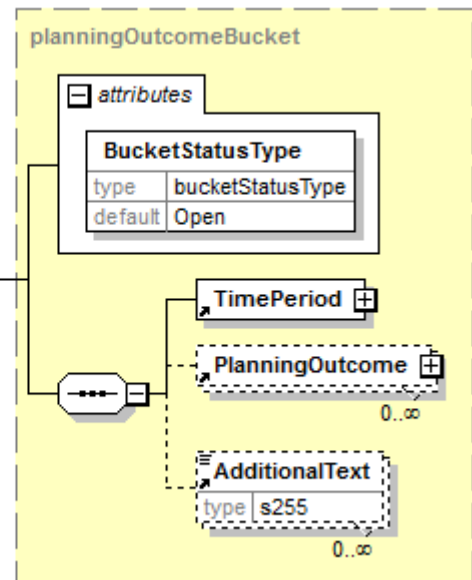 planningOutcomeBucket
attributes
BucketStatusType
type bucketStatusType
default Open
TimePeriod
PlanningOutcome
0..∞
AdditionalText
type s255
0..∞